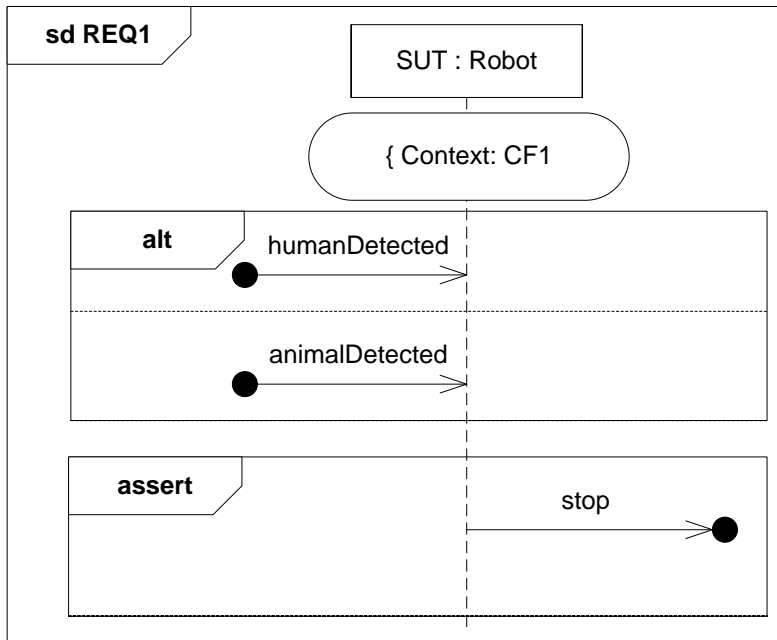 sd REQ1
SUT : Robot
{ Context: CF1
alt
humanDetected
animalDetected
assert
stop